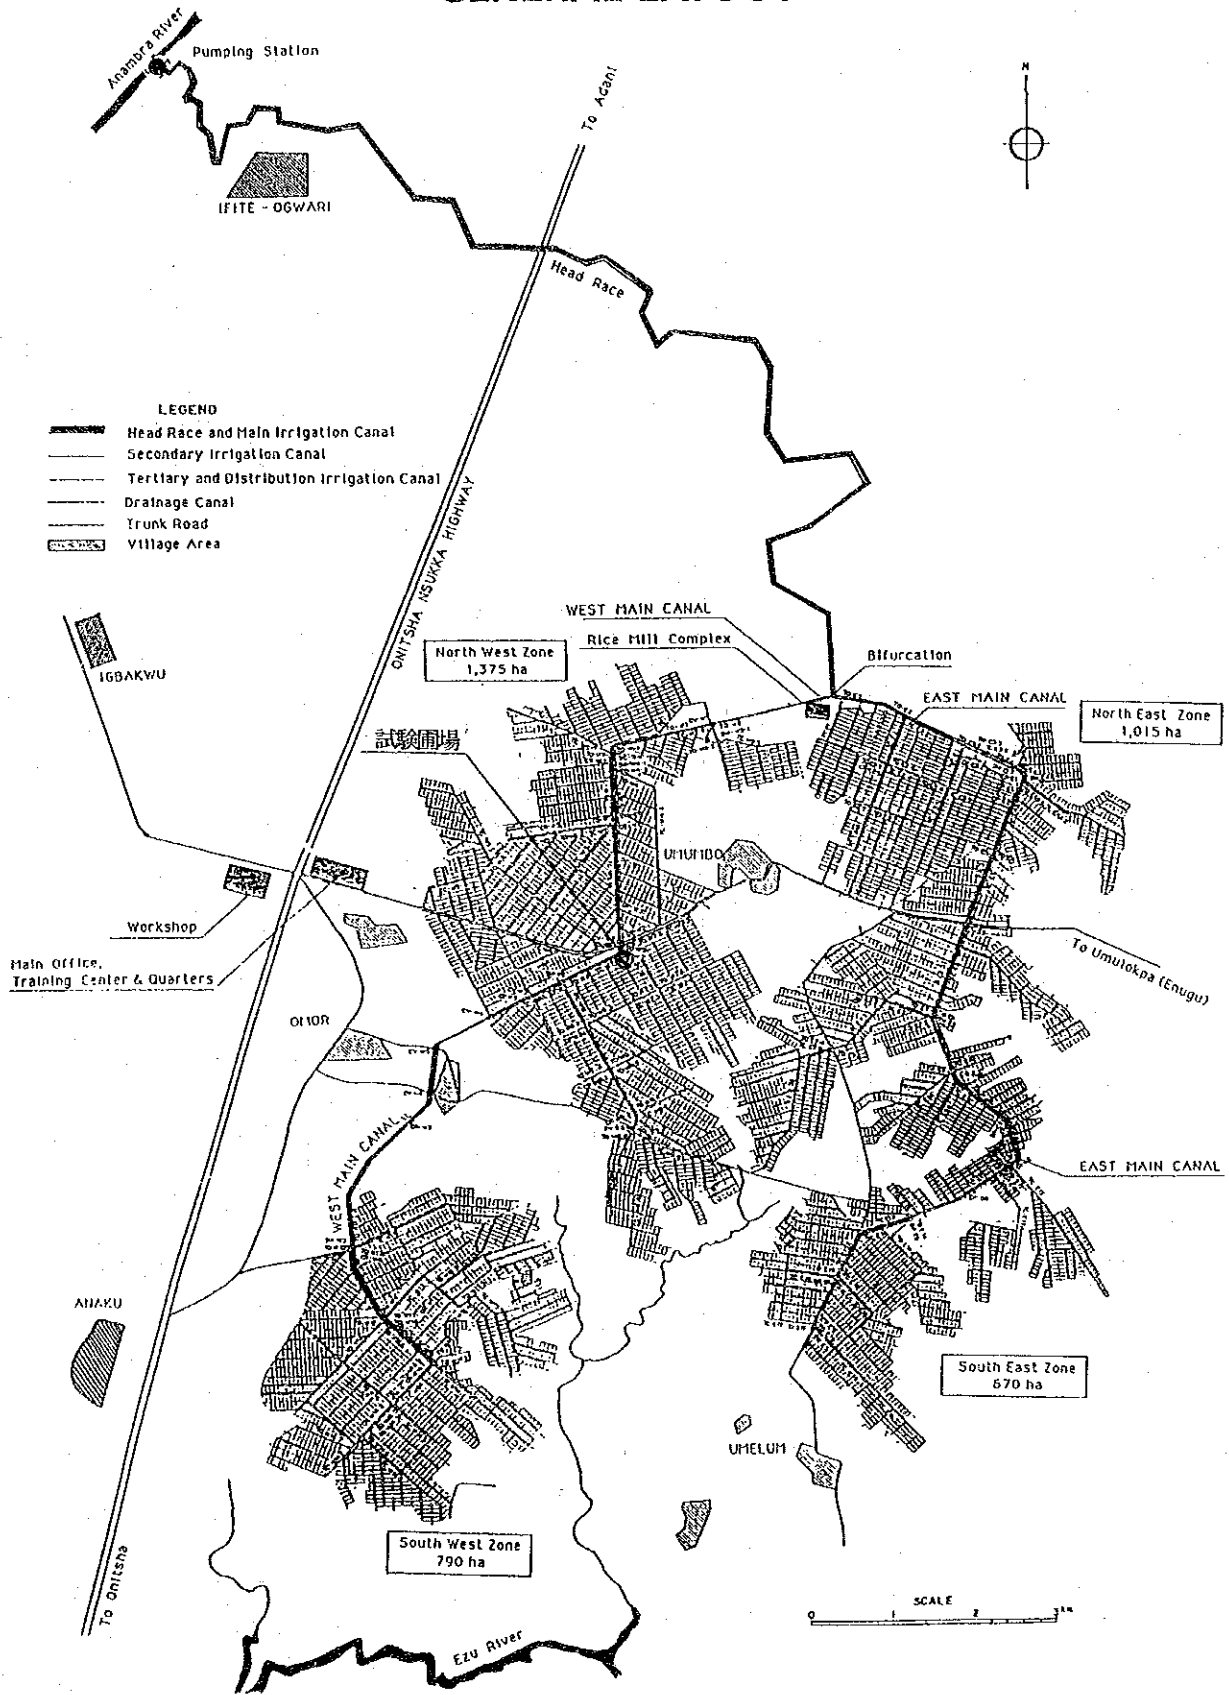 Anambra River
Pumping Station
To Adani
N
IFITE - OGWARI
Head Race
LEGEND
Head Race and Main Irrigation Canal
Secondary Irrigation Canal
Tertiary and Distribution Irrigation Canal
Drainage Canal
Trunk Road
Village Area
ONITSHA NSUKKA HIGHWAY
WEST MAIN CANAL
Rice Mill Complex
North West Zone
1,375 ha
Bifurcation
IGBAKWU
EAST MAIN CANAL
North East Zone
1,015 ha
試験圃場
UMUMBO
Workshop
Main Office,
Training Center & Quarters
To Umulokpa (Enugu)
OMOR
WEST MAIN CANAL
EAST MAIN CANAL
ANAKU
South East Zone
670 ha
UMELUM
South West Zone
790 ha
To Onitsha
SCALE
0 1 2 3 km
Ezu River